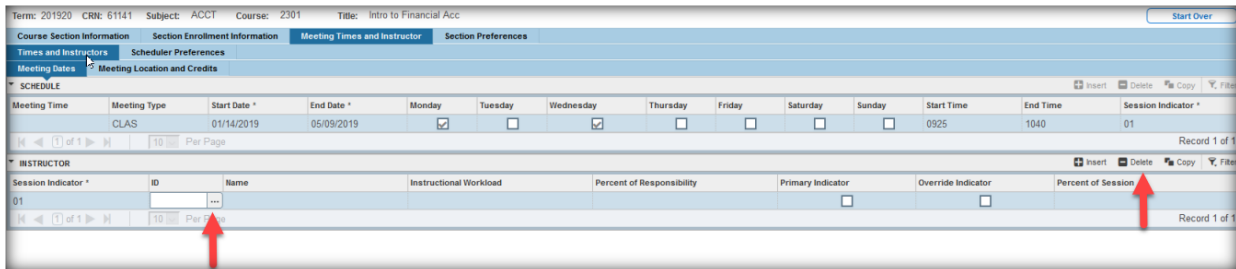 Term: 201920 CRN: 61141 Subject: ACCT Course: 2301 Title: Intro to Financial Acc Start Over
Course Section Information Section Enrollment Information Meeting Times and Instructor Section Preferences
Times and Instructors Scheduler Preferences
Meeting Dates Meeting Location and Credits
SCHEDULE Insert Delete Copy Filter
Meeting Time Meeting Type Start Date * End Date * Monday Tuesday Wednesday Thursday Friday Saturday Sunday Start Time End Time Session Indicator *
CLAS 01/14/2019 05/09/2019 0925 1040 01
1 of 1 10 Per Page Record 1 of 1
INSTRUCTOR Insert Delete Copy Filter
Session Indicator * ID Name Instructional Workload Percent of Responsibility Primary Indicator Override Indicator Percent of Session
01 ...
1 of 1 10 Per Page Record 1 of 1